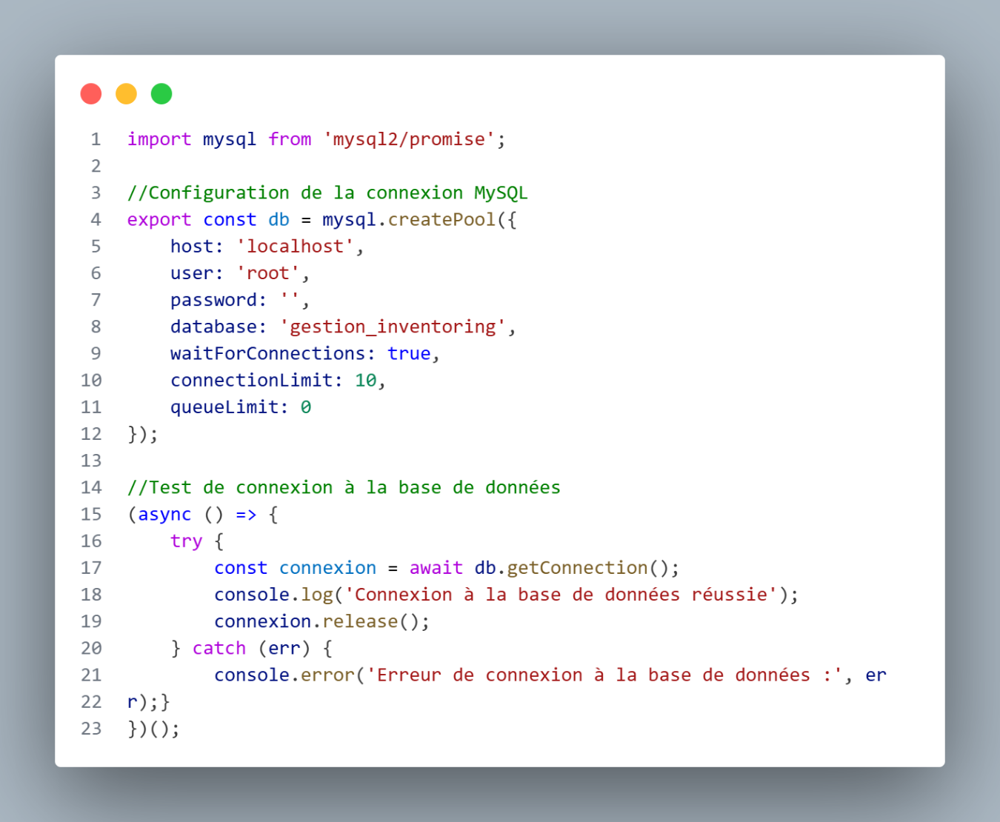 1 import mysql from 'mysql2/promise';
2
3 //Configuration de la connexion MySQL
4 export const db = mysql.createPool({
5     host: 'localhost',
6     user: 'root',
7     password: '',
8     database: 'gestion_inventoring',
9     waitForConnections: true,
10     connectionLimit: 10,
11     queueLimit: 0
12 });
13
14 //Test de connexion à la base de données
15 (async () => {
16     try {
17         const connexion = await db.getConnection();
18         console.log('Connexion à la base de données réussie');
19         connexion.release();
20     } catch (err) {
21         console.error('Erreur de connexion à la base de données :', er
22 r);}
23 })();